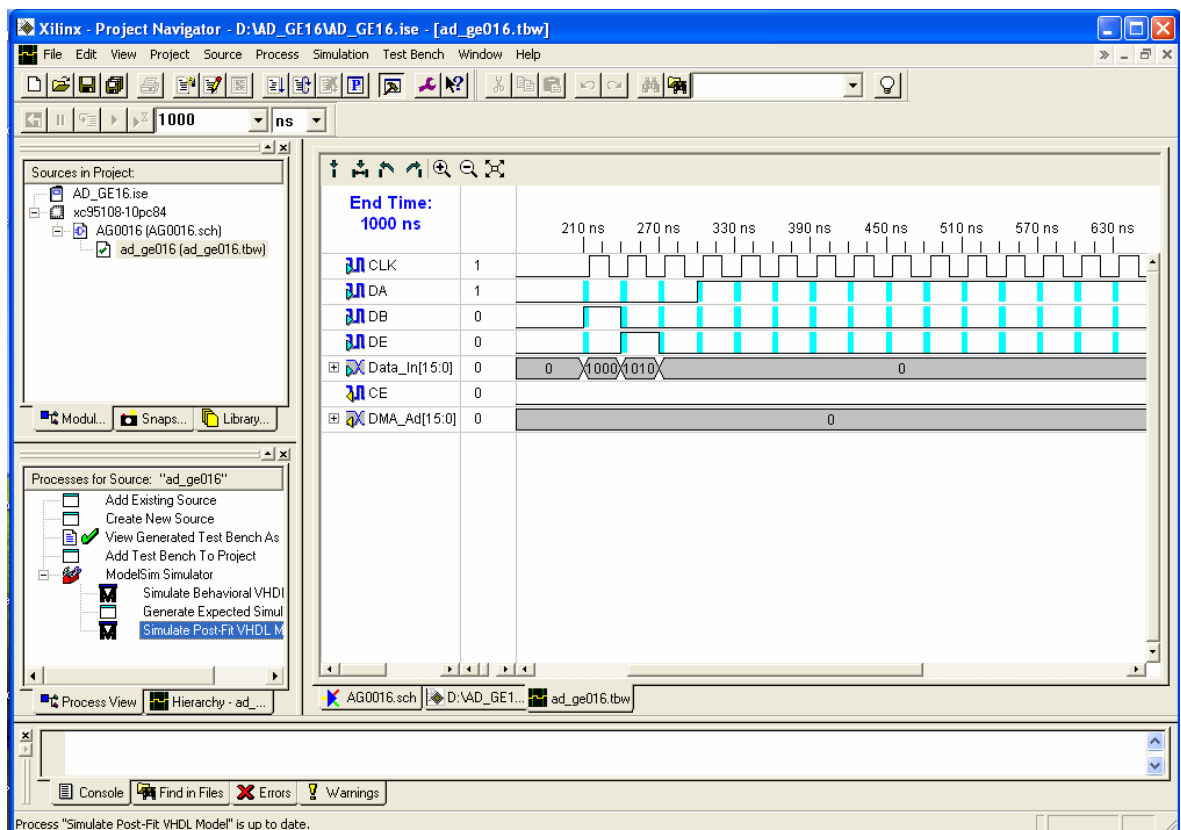 Xilinx - Project Navigator - D:\AD_GE16\AD_GE16.ise - [ad_ge016.tbw]
File Edit View Project Source Process Simulation Test Bench Window Help
1000 ns
Sources in Project:
AD_GE16.ise
xc95108-10pc84
AG0016 (AG0016.sch)
ad_ge016 (ad_ge016.tbw)
Modul... Snaps... Library...
Processes for Source: "ad_ge016"
Add Existing Source
Create New Source
View Generated Test Bench As
Add Test Bench To Project
ModelSim Simulator
Simulate Behavioral VHDI
Generate Expected Simul
Simulate Post-Fit VHDL M
Process View Hierarchy - ad_...
End Time:
1000 ns
210 ns 270 ns 330 ns 390 ns 450 ns 510 ns 570 ns 630 ns
CLK 1
DA 1
DB 0
DE 0
Data_In[15:0] 0 0 1000 1010 0
CE 0
DMA_Ad[15:0] 0 0
AG0016.sch D:\AD_GE1... ad_ge016.tbw
Console Find in Files Errors Warnings
Process "Simulate Post-Fit VHDL Model" is up to date.